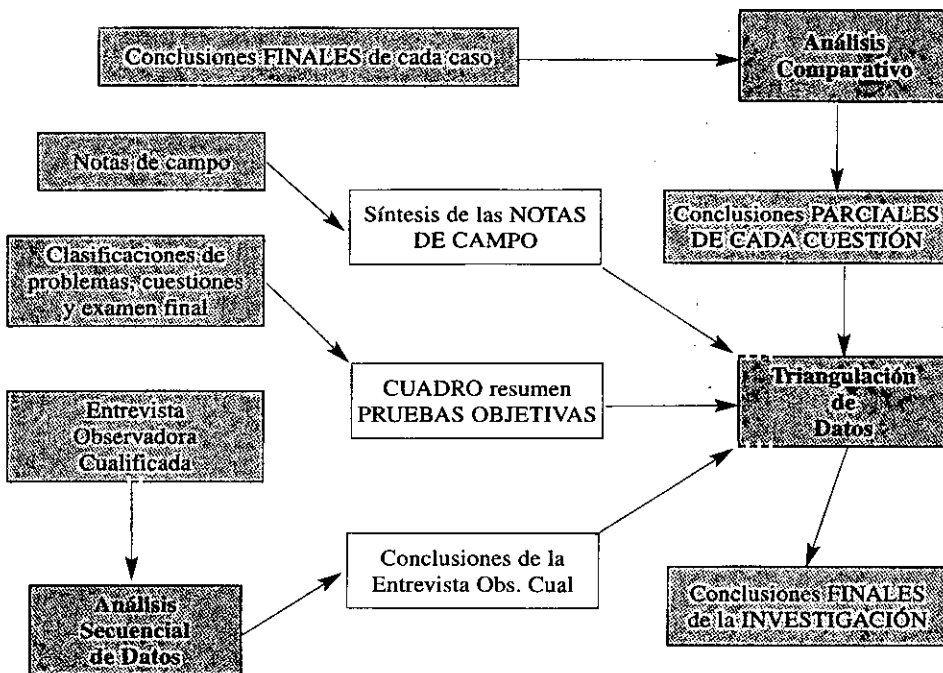 Conclusiones FINALES de cada caso
Análisis
Comparativo
Notas de campo
Síntesis de las NOTAS
DE CAMPO
Conclusiones PARCIALES
DE CADA CUESTIÓN
Clasificaciones de
problemas, cuestiones
y examen final
CUADRO resumen
PRUEBAS OBJETIVAS
Triangulación
de
Datos
Entrevista
Observadora
Cualificada
Conclusiones de la
Entrevista Obs. Cual
Análisis
Secuencial
de Datos
Conclusiones FINALES
de la INVESTIGACIÓN